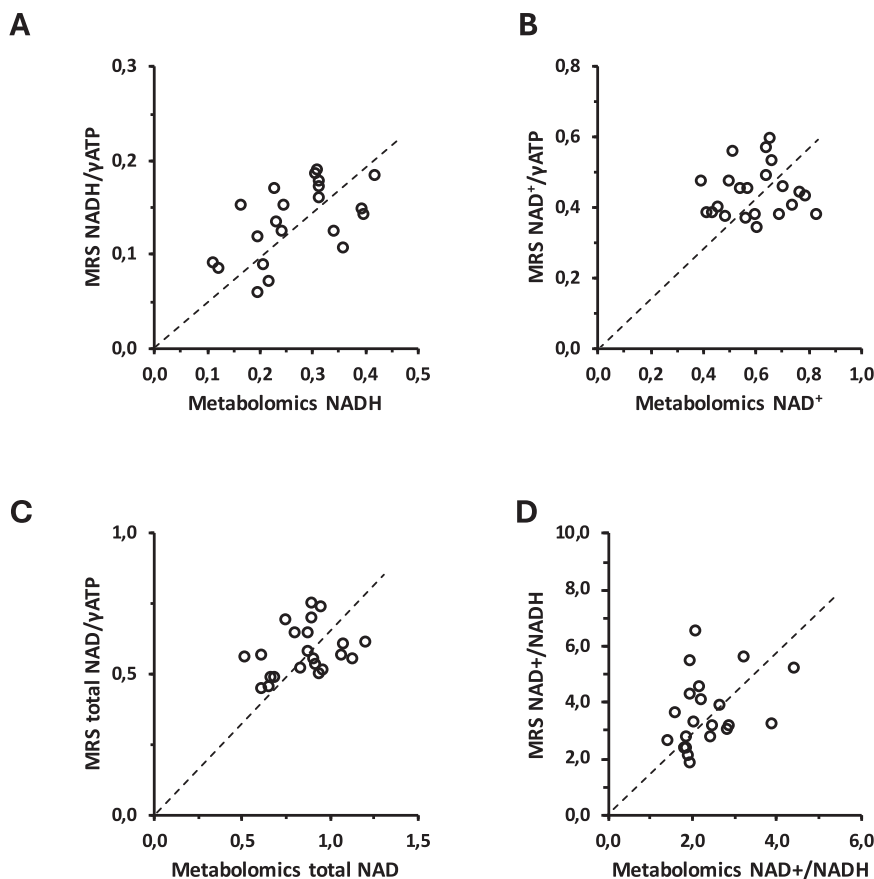 A
B
0,3
0,2
0,1
0,0
MRS NADH/γATP
0,0 0,1 0,2 0,3 0,4 0,5
Metabolomics NADH
0,8
0,6
0,4
0,2
0,0
MRS NAD⁺/γATP
0,0 0,2 0,4 0,6 0,8 1,0
Metabolomics NAD⁺
C
D
1,0
0,5
0,0
MRS total NAD/γATP
0,0 0,5 1,0 1,5
Metabolomics total NAD
10,0
8,0
6,0
4,0
2,0
0,0
MRS NAD+/NADH
0,0 2,0 4,0 6,0
Metabolomics NAD+/NADH